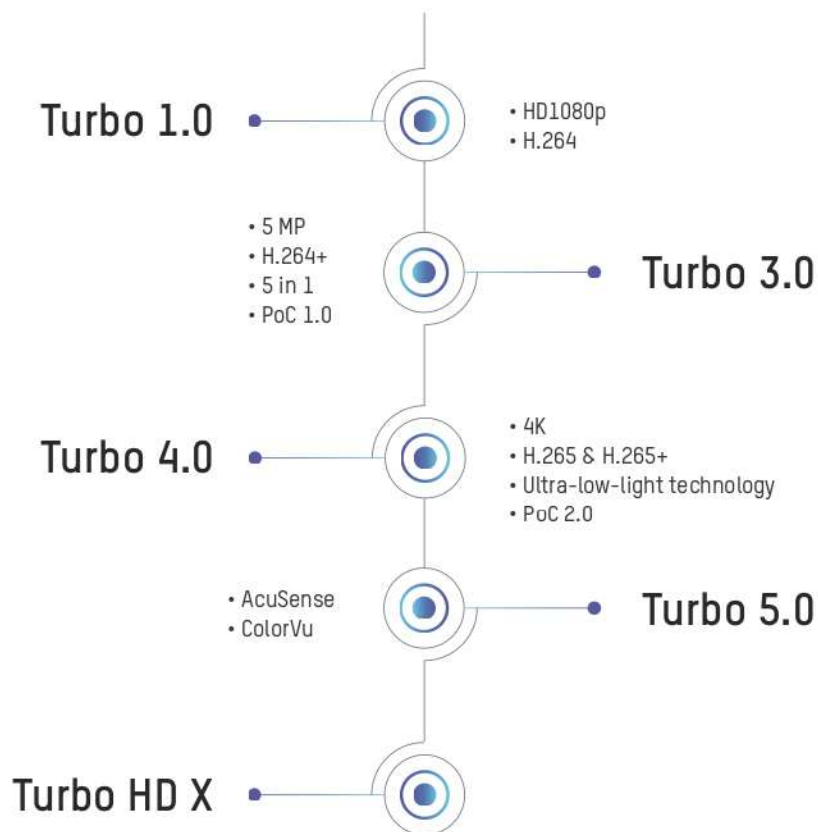 Turbo 1.0
• HD1080p
• H.264
• 5 MP
• H.264+
• 5 in 1
• PoC 1.0
Turbo 3.0
Turbo 4.0
• 4K
• H.265 & H.265+
• Ultra-low-light technology
• PoC 2.0
• AcuSense
• ColorVu
Turbo 5.0
Turbo HD X